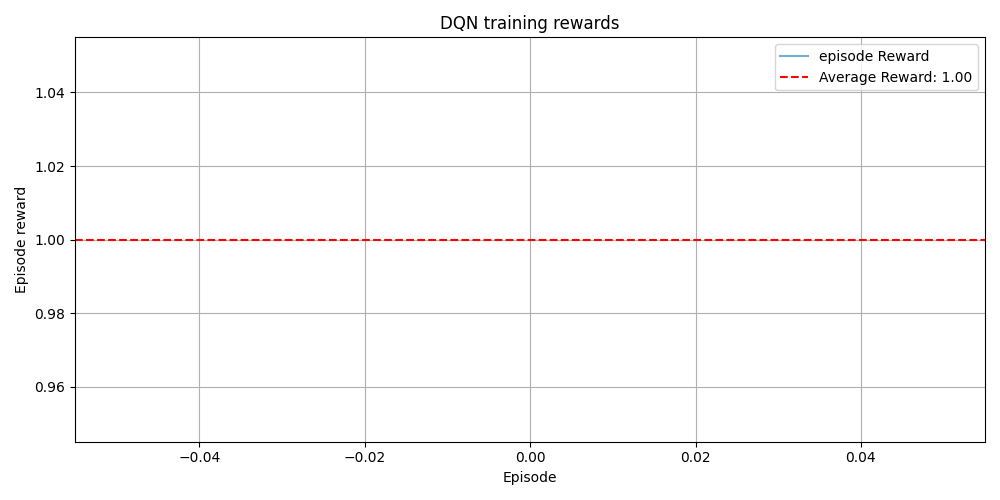 DQN training rewards
episode Reward
Average Reward: 1.00
1.04
1.02
1.00
0.98
0.96
Episode reward
−0.04
−0.02
0.00
0.02
0.04
Episode